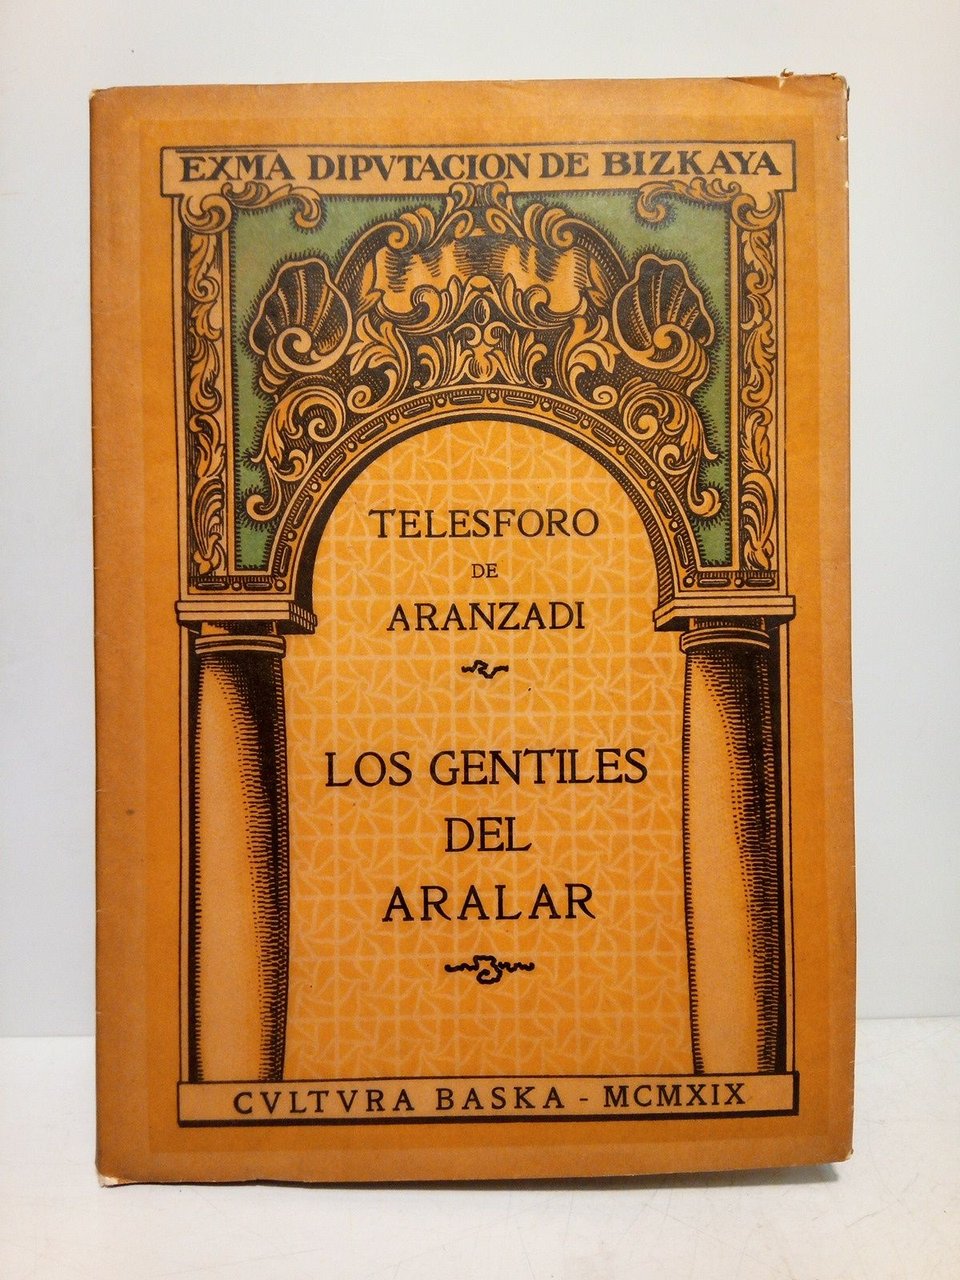 EXMA DIPVTACION DE BIZKAYA
TELESFORO
DE
ARANZADI
LOS GENTILES
DEL
ARALAR
CVLTVRA BASKA - MCMXIX